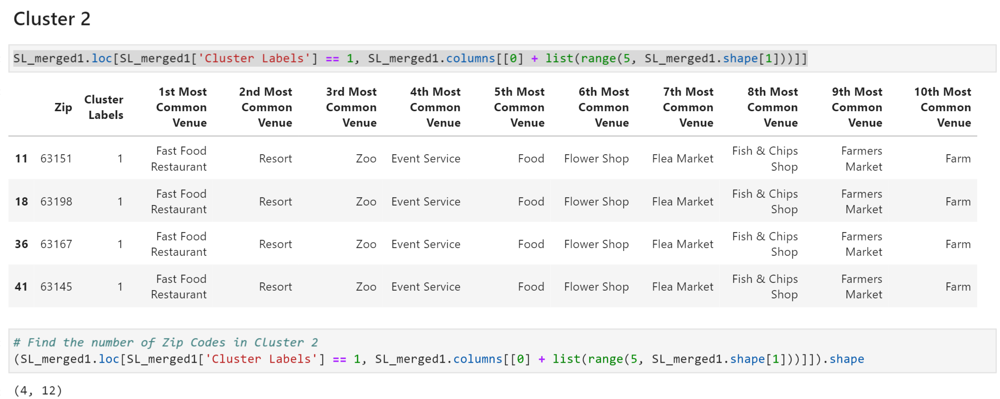 Cluster 2
SL_merged1.loc[SL_merged1['Cluster Labels'] == 1, SL_merged1.columns[[0] + list(range(5, SL_merged1.shape[1]))]]
Zip Cluster Labels 1st Most Common Venue 2nd Most Common Venue 3rd Most Common Venue 4th Most Common Venue 5th Most Common Venue 6th Most Common Venue 7th Most Common Venue 8th Most Common Venue 9th Most Common Venue 10th Most Common Venue
11 63151 1 Fast Food Restaurant Resort Zoo Event Service Food Flower Shop Flea Market Fish & Chips Shop Farmers Market Farm
18 63198 1 Fast Food Restaurant Resort Zoo Event Service Food Flower Shop Flea Market Fish & Chips Shop Farmers Market Farm
36 63167 1 Fast Food Restaurant Resort Zoo Event Service Food Flower Shop Flea Market Fish & Chips Shop Farmers Market Farm
41 63145 1 Fast Food Restaurant Resort Zoo Event Service Food Flower Shop Flea Market Fish & Chips Shop Farmers Market Farm
# Find the number of Zip Codes in Cluster 2
(SL_merged1.loc[SL_merged1['Cluster Labels'] == 1, SL_merged1.columns[[0] + list(range(5, SL_merged1.shape[1]))]]).shape
(4, 12)